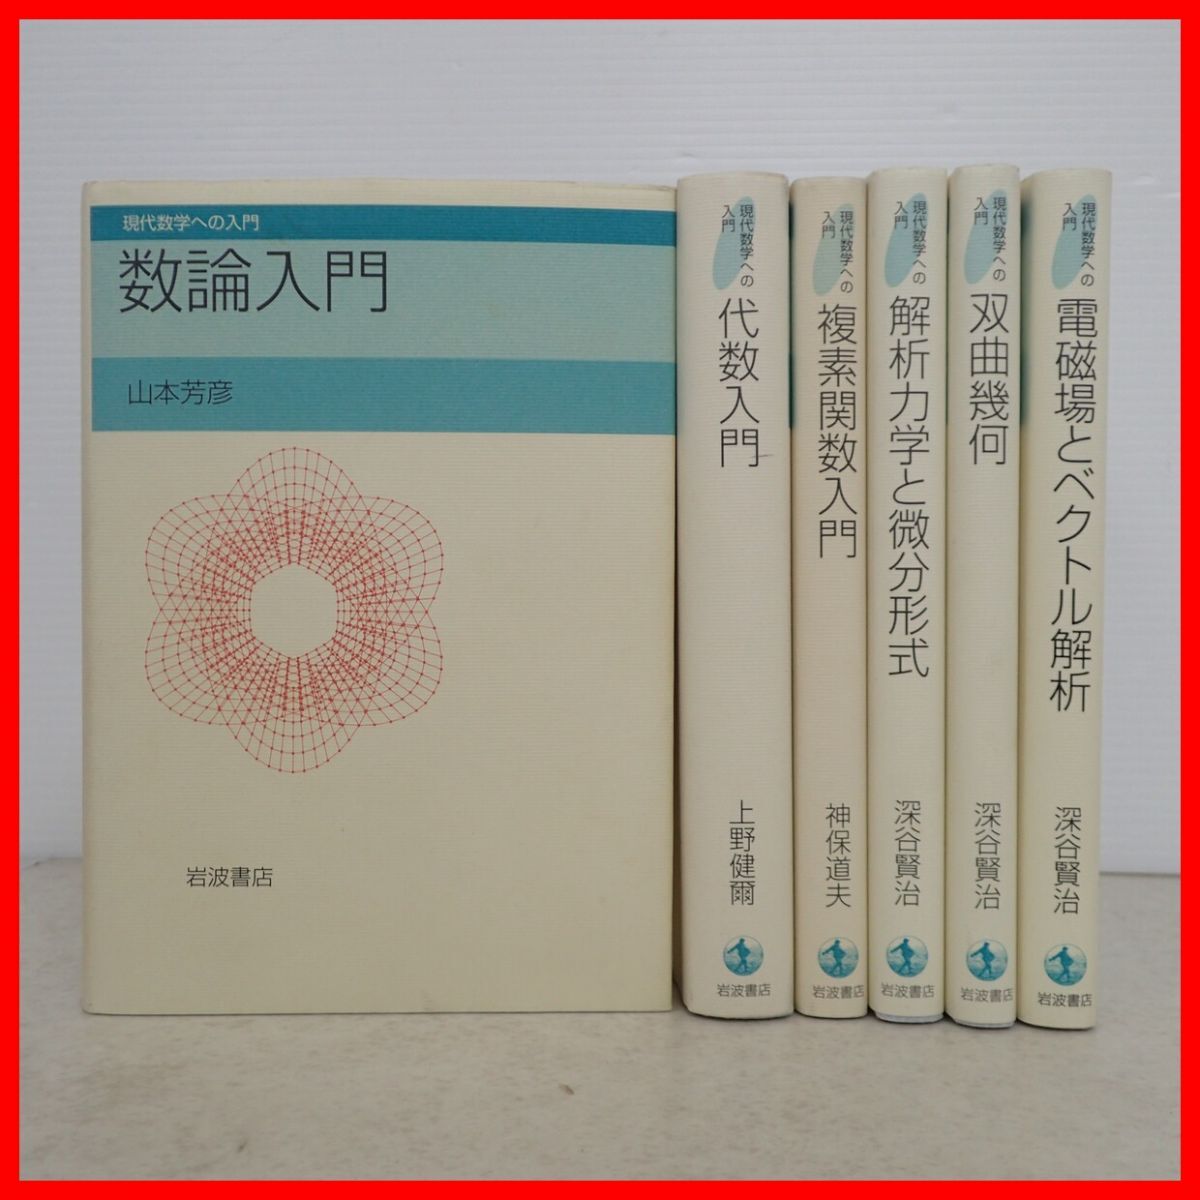 現代数学への入門
数論入門
山本芳彦
岩波書店
現代数学への
入門
代数入門
上野健爾
岩波書店
現代数学への
入門
複素関数入門
神保道夫
岩波書店
現代数学への
入門
解析力学と微分形式
深谷賢治
岩波書店
現代数学への
入門
双曲幾何
深谷賢治
岩波書店
現代数学への
入門
電磁場とベクトル解析
深谷賢治
岩波書店